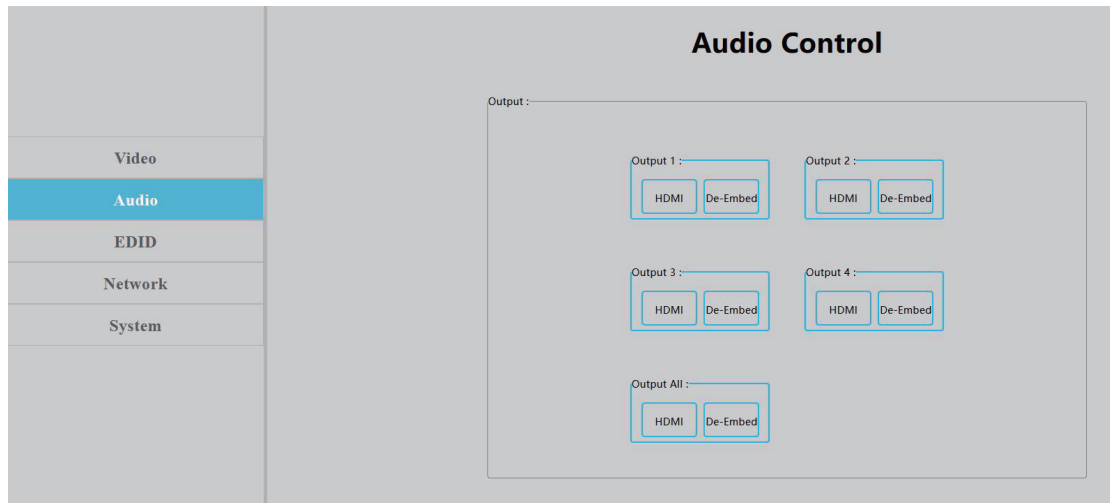 Video
Audio
EDID
Network
System
Audio Control
Output :
Output 1 :
HDMI De-Embed
Output 2 :
HDMI De-Embed
Output 3 :
HDMI De-Embed
Output 4 :
HDMI De-Embed
Output All :
HDMI De-Embed